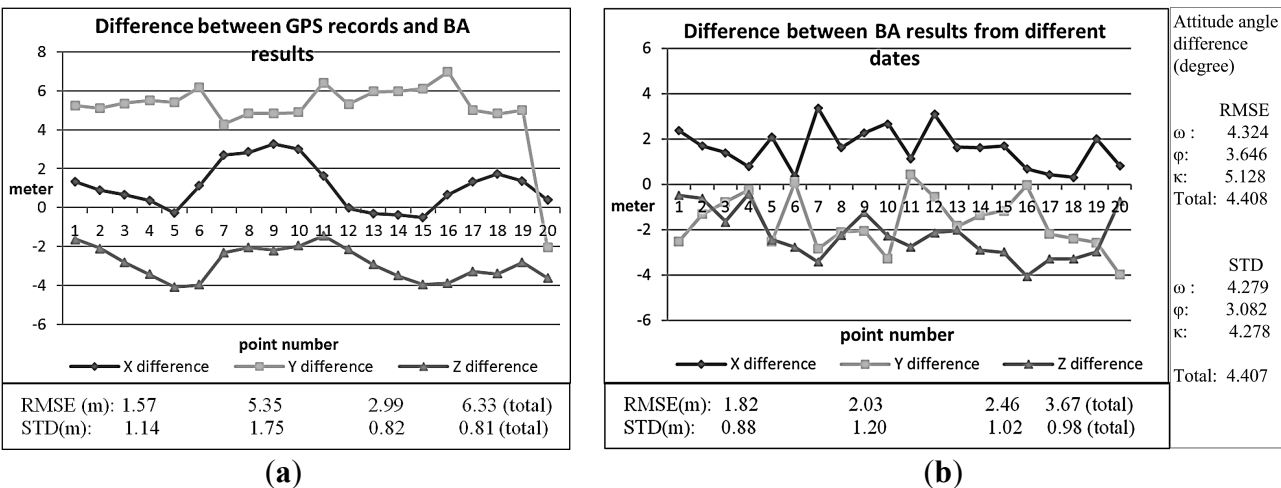 Difference between GPS records and BA
results
8
6
4
2
meter
0
-2
-4
-6
1 2 3 4 5 6 7 8 9 10 11 12 13 14 15 16 17 18 19 20
point number
X difference Y difference Z difference
RMSE (m): 1.57 5.35 2.99 6.33 (total)
STD(m): 1.14 1.75 0.82 0.81 (total)
(a)
Difference between BA results from different
dates
6
4
2
0
meter
-2
-4
-6
1 2 3 4 5 6 7 8 9 10 11 12 13 14 15 16 17 18 19 20
point number
X difference Y difference Z difference
RMSE(m): 1.82 2.03 2.46 3.67 (total)
STD(m): 0.88 1.20 1.02 0.98 (total)
(b)
Attitude angle
difference
(degree)
RMSE
ω : 4.324
φ: 3.646
κ: 5.128
Total: 4.408
STD
ω : 4.279
φ: 3.082
κ: 4.278
Total: 4.407